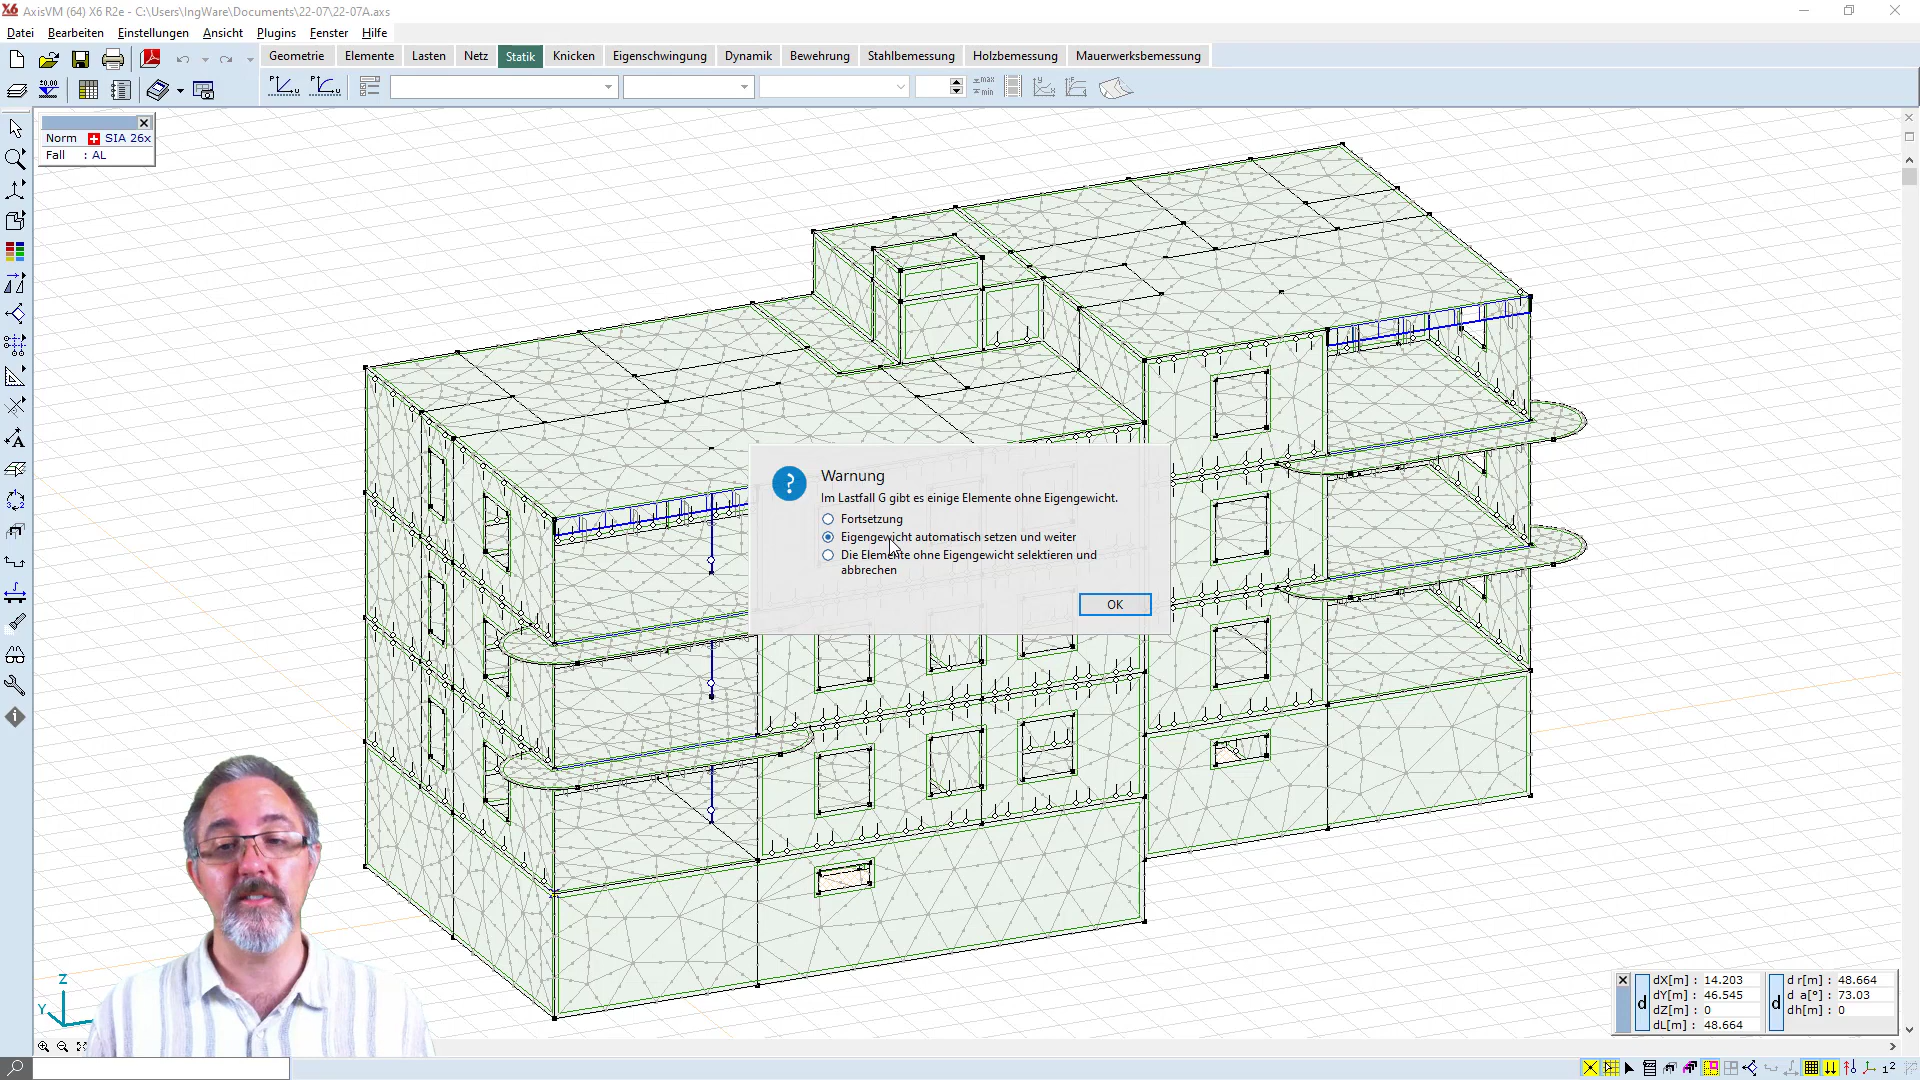 AxisVM (64) X6 R2e - C:\Users\IngWare\Documents\22-07\22-07A.axs
Datei Bearbeiten Einstellungen Ansicht Plugins Fenster Hilfe
Geometrie Elemente Lasten Netz Statik Knicken Eigenschwingung Dynamik Bewehrung Stahlbemessung Holzbemessung Mauerwerksbemessung
Norm SIA 26x
Fall : AL
Warnung
Im Lastfall G gibt es einige Elemente ohne Eigengewicht.
Fortsetzung
Eigengewicht automatisch setzen und weiter
Die Elemente ohne Eigengewicht selektieren und
abbrechen
OK
Z
Y
dX[m] : 14.203
dY[m] : 46.545
dZ[m] : 0
dL[m] : 48.664
d r[m] : 48.664
d a[°] : 73.03
dh[m] : 0